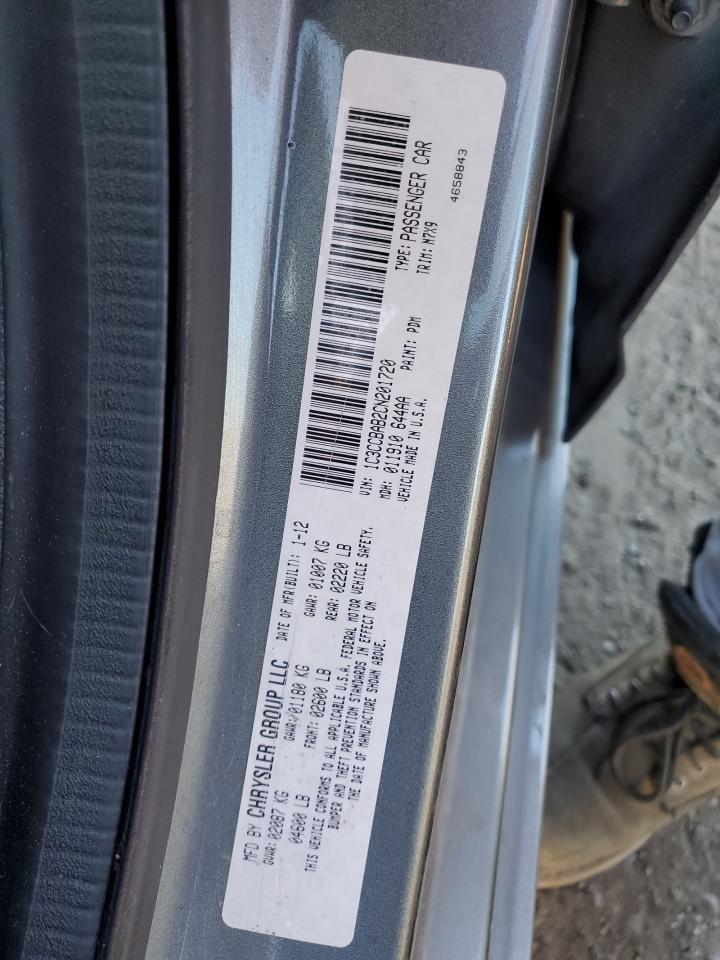 MFD BY CHRYSLER GROUP LLC DATE OF MFR(BUILT): 1-12
GVWR: 02087 KG GAWR: 01180 KG GAWR: 01007 KG
04600 LB FRONT: 02600 LB REAR: 02220 LB
THIS VEHICLE CONFORMS TO ALL APPLICABLE U.S.A. FEDERAL MOTOR VEHICLE SAFETY,
BUMPER AND THEFT PREVENTION STANDARDS IN EFFECT ON
THE DATE OF MANUFACTURE SHOWN ABOVE.
VIN: 1C3CCBAB2CN201720 TYPE: PASSENGER CAR
MDH: 011910 644AA PAINT: PDM TRIM: N7X9
VEHICLE MADE IN U.S.A.
4658843